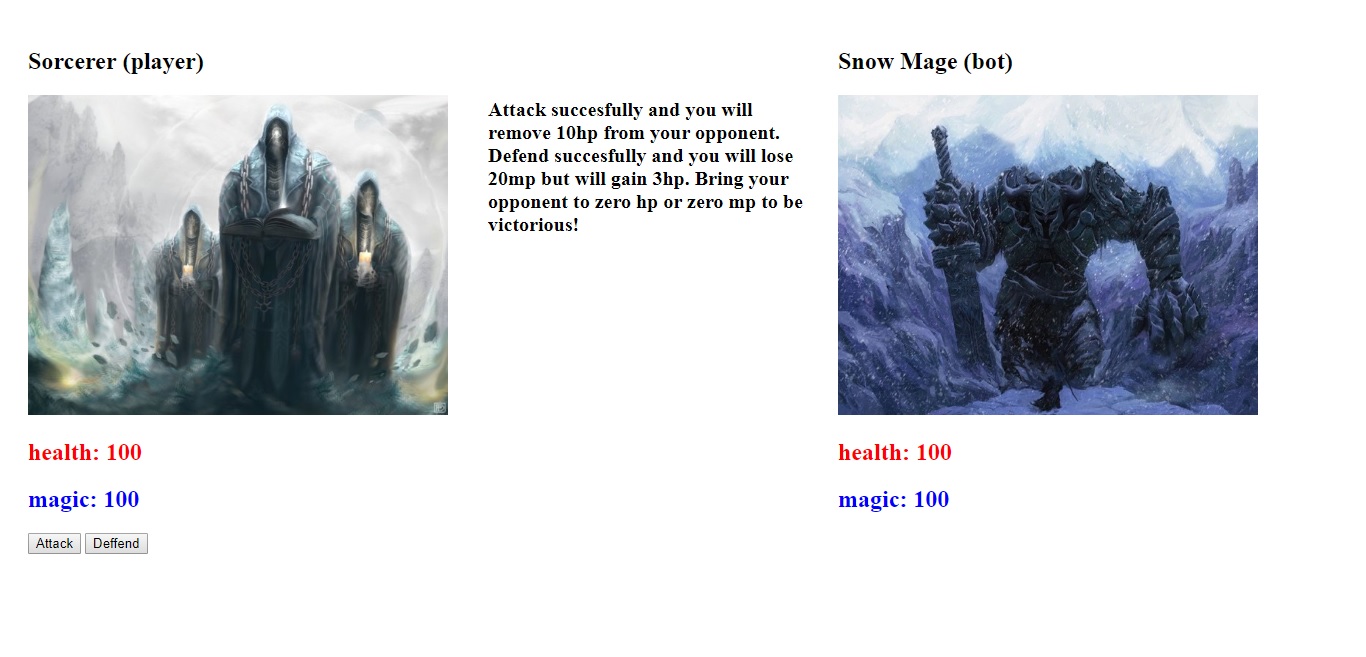 Sorcerer (player)
Attack succesfully and you will
remove 10hp from your opponent.
Defend succesfully and you will lose
20mp but will gain 3hp. Bring your
opponent to zero hp or zero mp to be
victorious!
Snow Mage (bot)
health: 100
magic: 100
Attack Deffend
health: 100
magic: 100